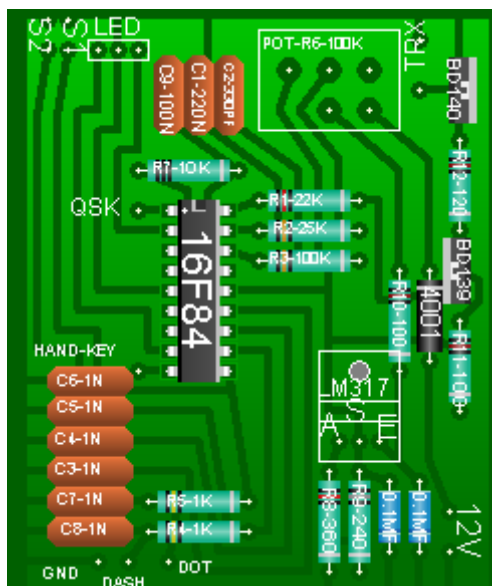 S2
S1
LED
C9-100N
C1-220N
C2-330PF
POT-R6-100K
TRX
BD140
R7-10K
R12-120
QSK
R1-22K
R2-25K
R3-100K
16F84
BD139
R10-100
4001
R11-100
HAND-KEY
C6-1N
C5-1N
C4-1N
C3-1N
C7-1N
C8-1N
LM317
A S E
R5-1K
R4-1K
R8-360
R9-240
0.1MF
0.1MF
12V
GND
DASH
DOT